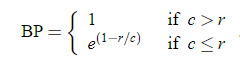 BP = { 1 if c > r
e^(1−r/c) if c ≤ r .